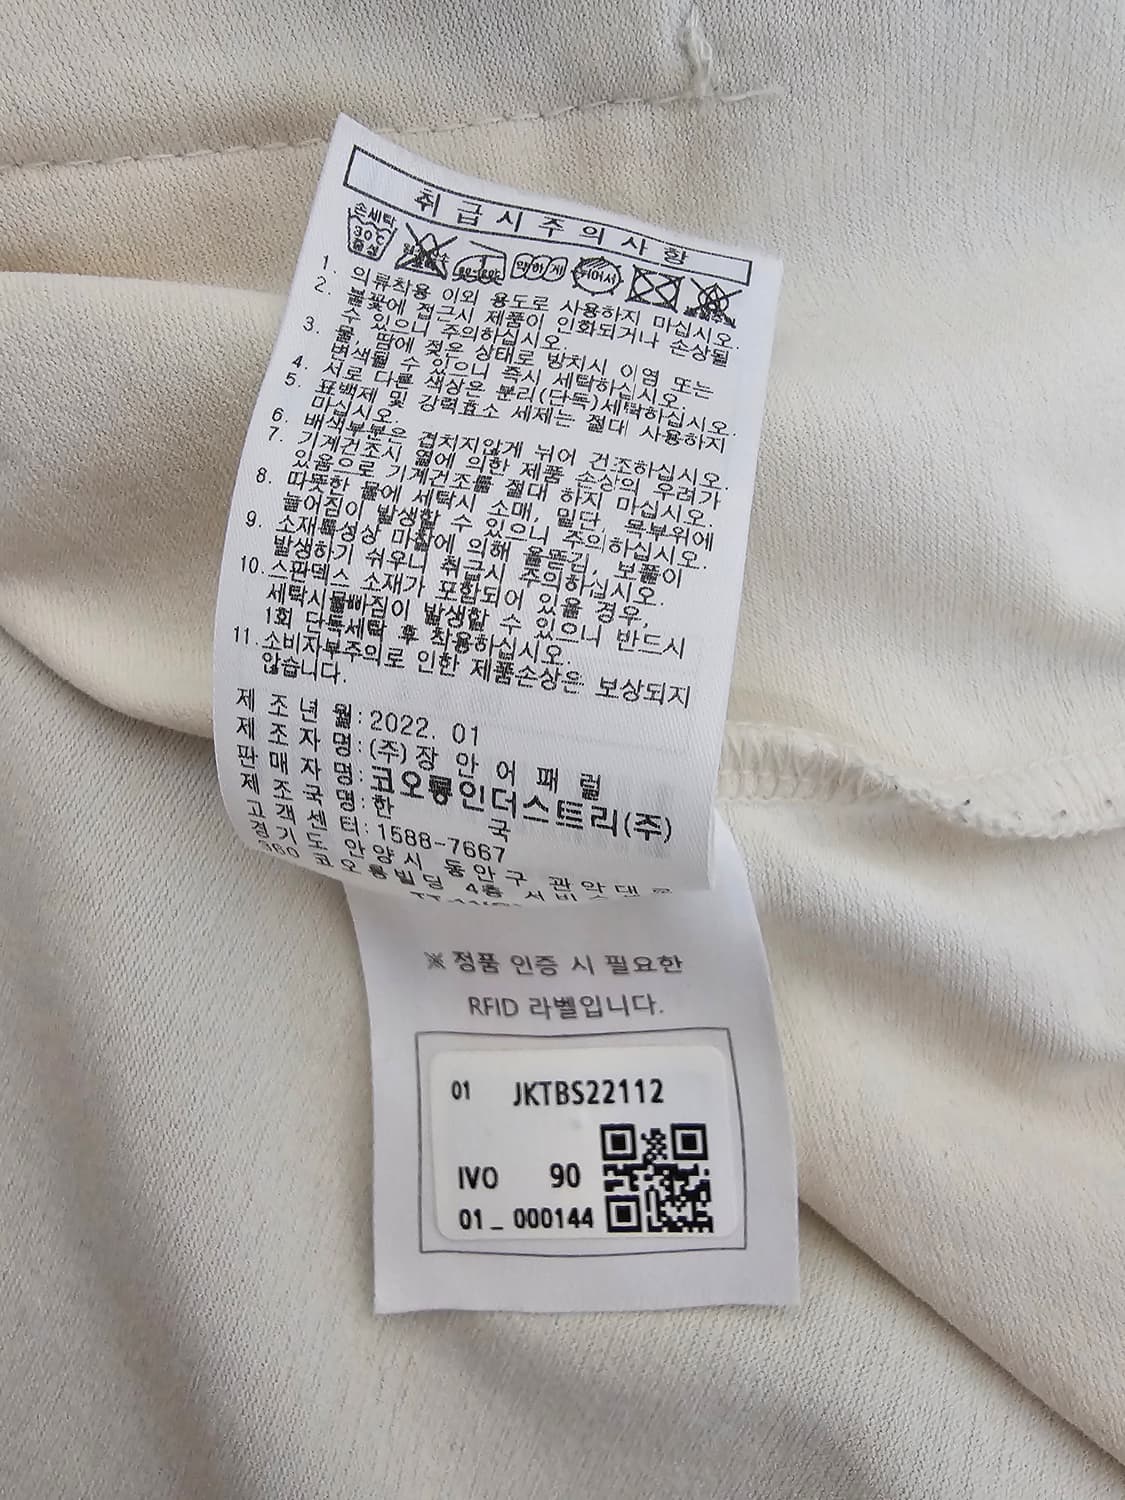 취급시주의사항
손세탁
30℃
중성
80~120℃
약하게
뉘어서
1. 의류착용 이외 용도로 사용하지 마십시오.
2. 불꽃에 접근시 제품이 인화되거나 손상될
수 있으니 주의하십시오.
3. 물, 땀에 젖은 상태로 방치시 이염 또는
변색될 수 있으니 즉시 세탁하십시오.
4. 서로 다른 색상은 분리(단독)세탁하십시오.
5. 표백제 및 강력효소 세제는 절대 사용하지
마십시오.
6. 배색부분은 겹치지않게 뉘어 건조하십시오.
7. 기계건조시 열에 의한 제품 손상의 우려가
있음으로 기계건조를 절대 하지 마십시오.
8. 따뜻한 물에 세탁시 소매, 밑단, 목부위에
늘어짐이 발생할 수 있으니 주의하십시오.
9. 소재특성상 마찰에 의해 올뜯김, 보풀이
발생하기 쉬우니 취급시 주의하십시오.
10. 스판덱스 소재가 포함되어 있을 경우,
세탁시물빠짐이 발생할 수 있으니 반드시
1회 단독세탁 후 착용하십시오.
11. 소비자부주의로 인한 제품손상은 보상되지
않습니다.
제조년월:2022. 01
제조자명:(주)장안어패럴
판매자명:코오롱인더스트리(주)
제조국명:한국
고객센터:1588-7667
경기도 안양시 동안구 관악대로
360 코오롱빌딩 4층 서비스
※정품 인증 시 필요한
RFID 라벨입니다.
01 JKTBS22112
IVO 90
01_000144